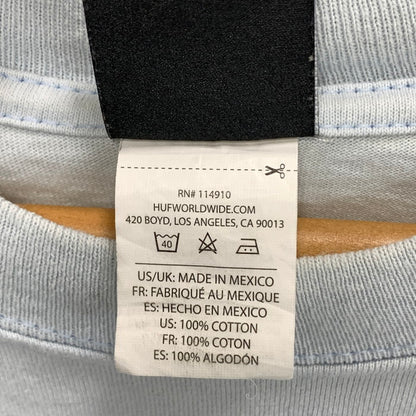 RN# 114910
HUFWORLDWIDE.COM
420 BOYD, LOS ANGELES, CA 90013
40
US/UK: MADE IN MEXICO
FR: FABRIQUÉ AU MEXIQUE
ES: HECHO EN MEXICO
US: 100% COTTON
FR: 100% COTON
ES: 100% ALGODÓN